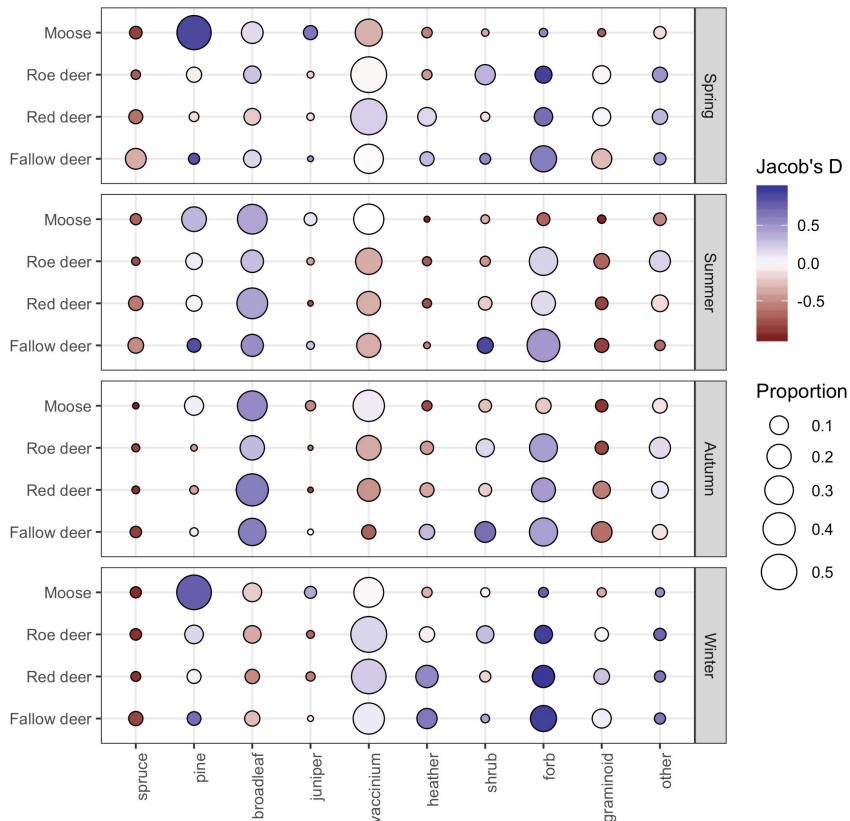 Moose
Roe deer
Red deer
Fallow deer
Spring
Moose
Roe deer
Red deer
Fallow deer
Summer
Moose
Roe deer
Red deer
Fallow deer
Autumn
Moose
Roe deer
Red deer
Fallow deer
Winter
spruce
pine
broadleaf
juniper
vaccinium
heather
shrub
forb
graminoid
other
Jacob's D
0.5
0.0
-0.5
Proportion
0.1
0.2
0.3
0.4
0.5